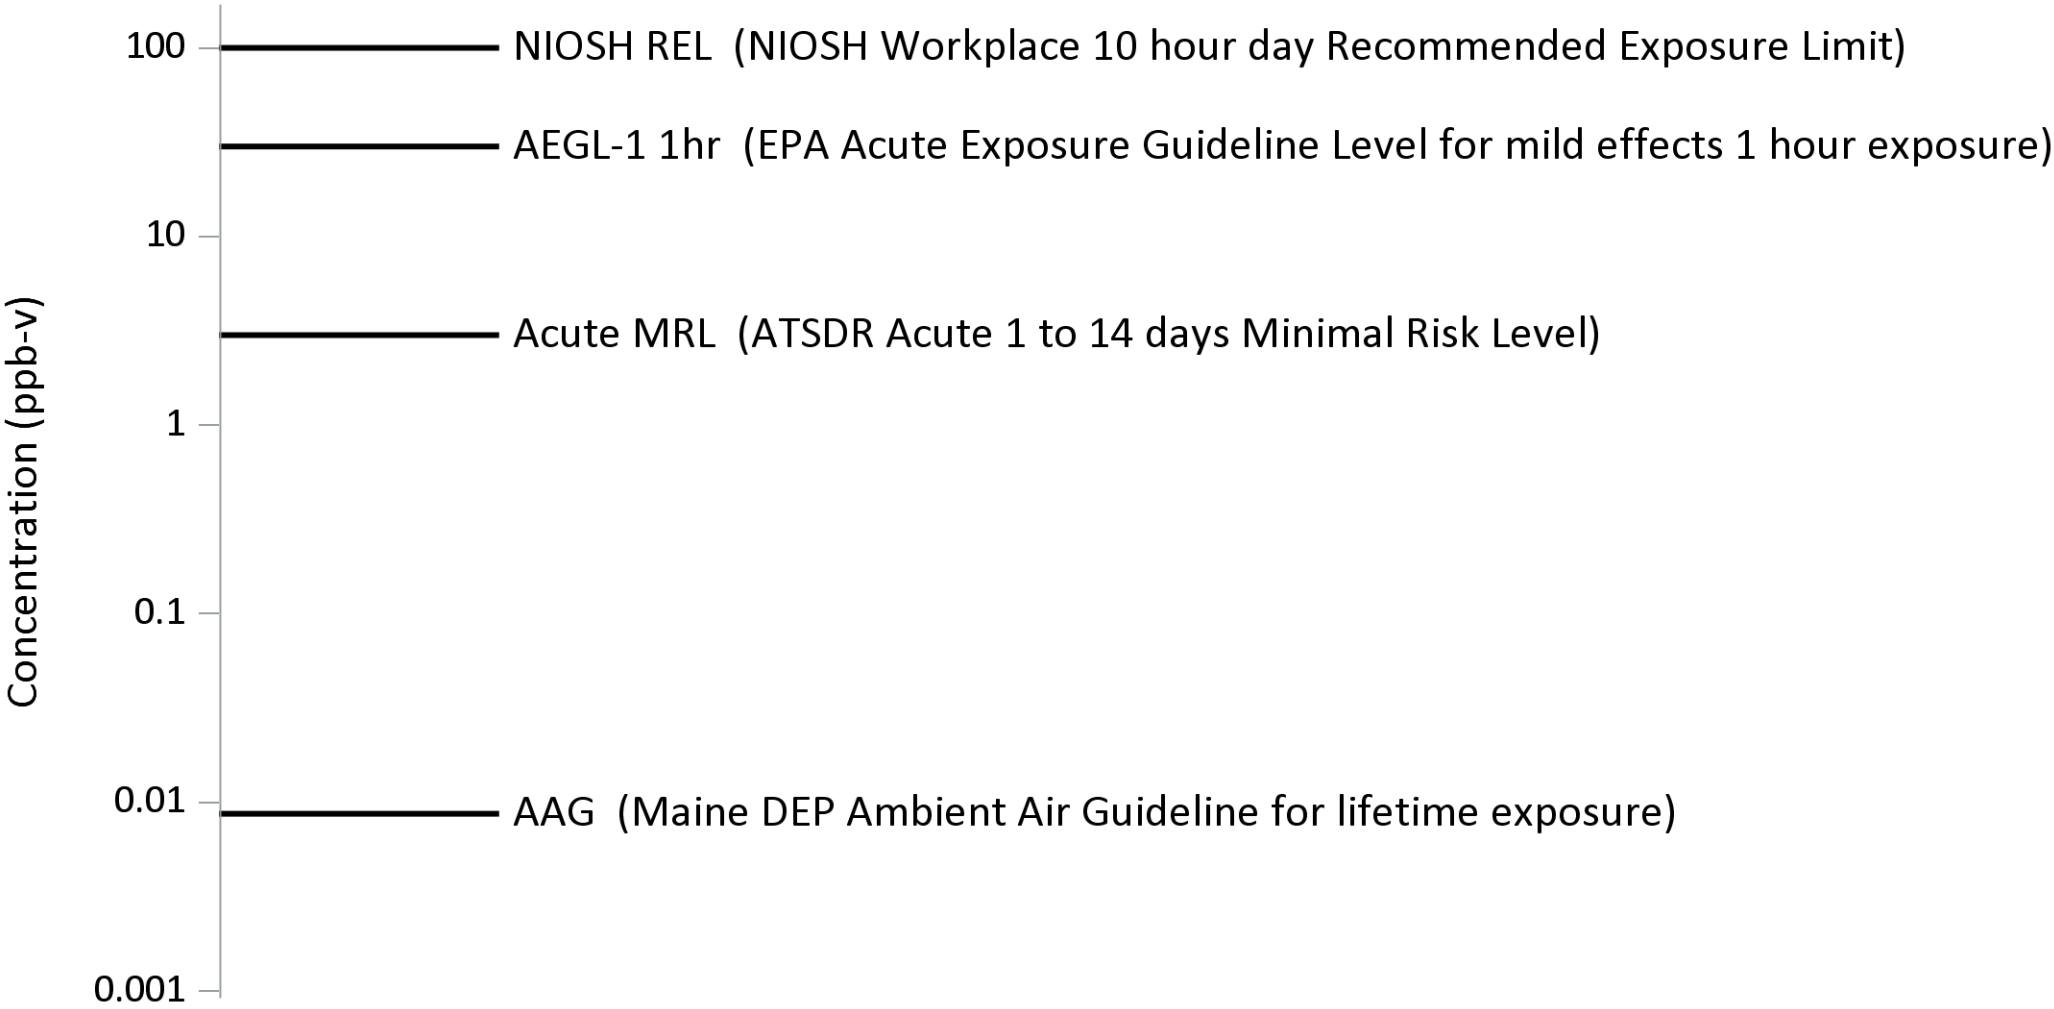 100
NIOSH REL (NIOSH Workplace 10 hour day Recommended Exposure Limit)
AEGL-1 1hr (EPA Acute Exposure Guideline Level for mild effects 1 hour exposure)
10
Acute MRL (ATSDR Acute 1 to 14 days Minimal Risk Level)
1
Concentration (ppb-v)
0.1
0.01
AAG (Maine DEP Ambient Air Guideline for lifetime exposure)
0.001